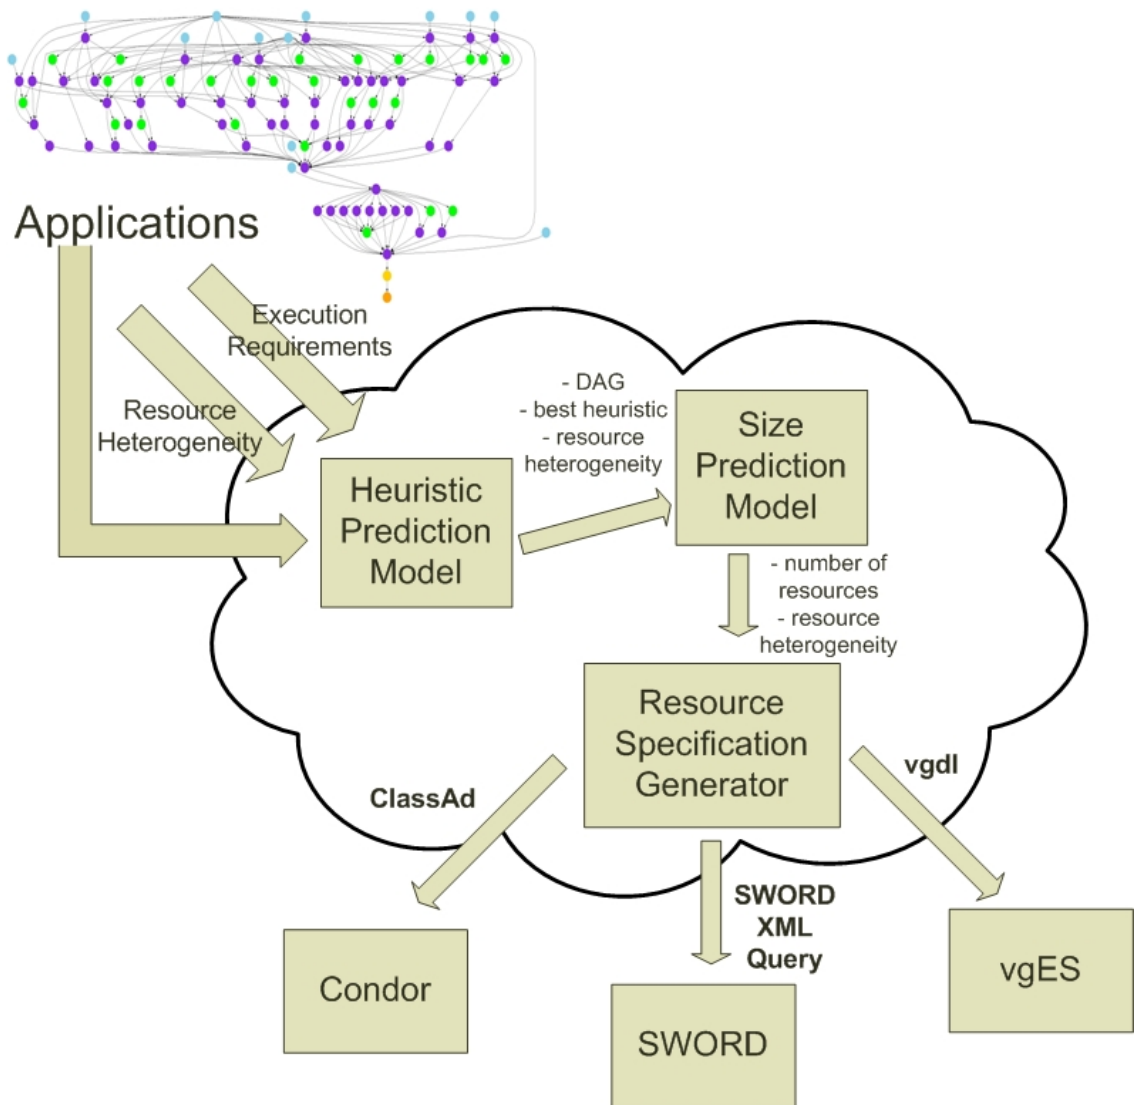 Applications
Execution
Requirements
Resource
Heterogeneity
- DAG
- best heuristic
- resource
heterogeneity
Size
Prediction
Model
Heuristic
Prediction
Model
- number of
resources
- resource
heterogeneity
Resource
Specification
Generator
ClassAd
vgdl
SWORD
XML
Query
Condor
SWORD
vgES